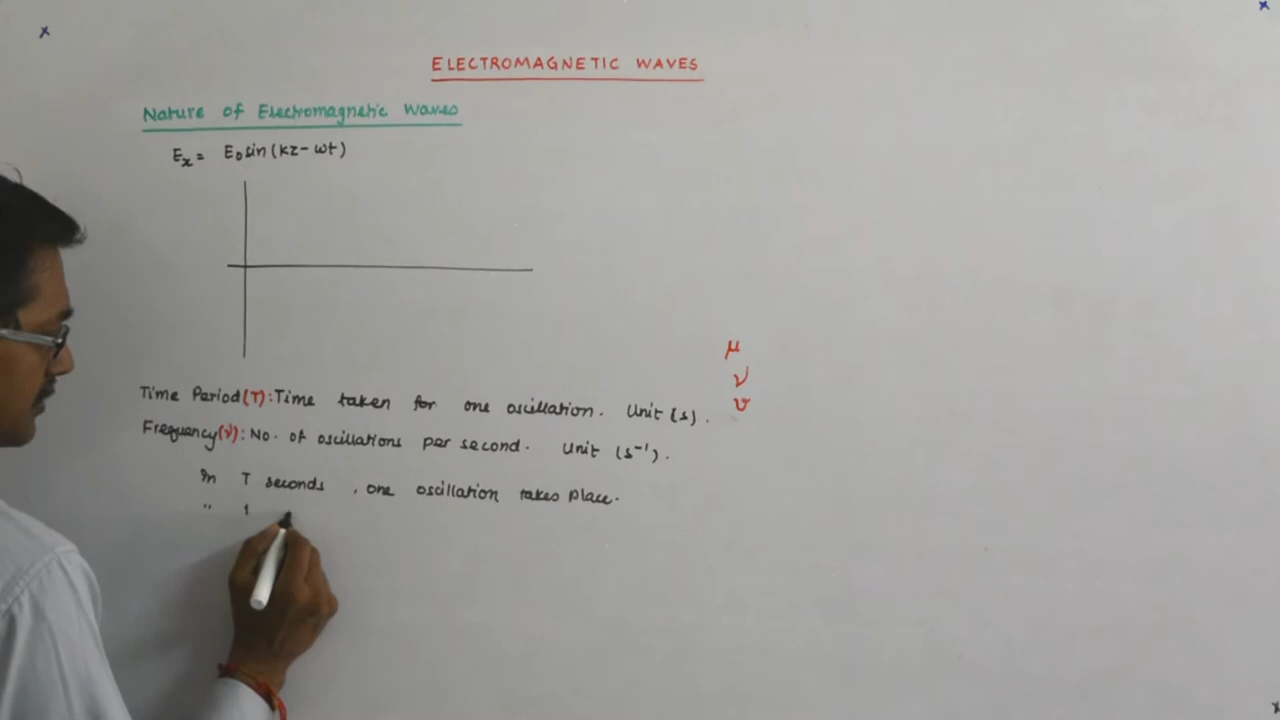 ELECTROMAGNETIC WAVES
Nature of Electromagnetic Waves
Eₓ = E₀ sin (kz - ωt)
μ
ν
υ
Time Period (T): Time taken for one oscillation. Unit (s).
Frequency (ν): No. of oscillations per second. Unit (s⁻¹).
In T seconds, one oscillation takes place.
" 1